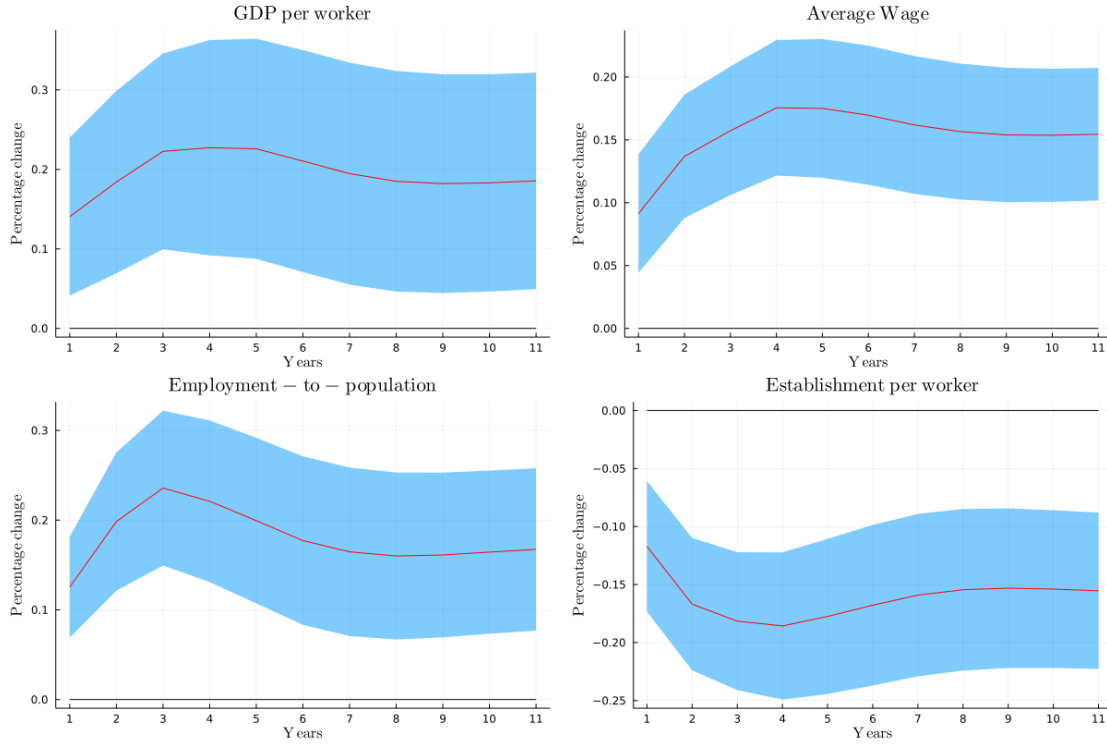 GDP per worker
Percentage change
0.3
0.2
0.1
0.0
1 2 3 4 5 6 7 8 9 10 11
Years
Average Wage
Percentage change
0.20
0.15
0.10
0.05
0.00
1 2 3 4 5 6 7 8 9 10 11
Years
Employment − to − population
Percentage change
0.3
0.2
0.1
0.0
1 2 3 4 5 6 7 8 9 10 11
Years
Establishment per worker
Percentage change
0.00
−0.05
−0.10
−0.15
−0.20
−0.25
1 2 3 4 5 6 7 8 9 10 11
Years